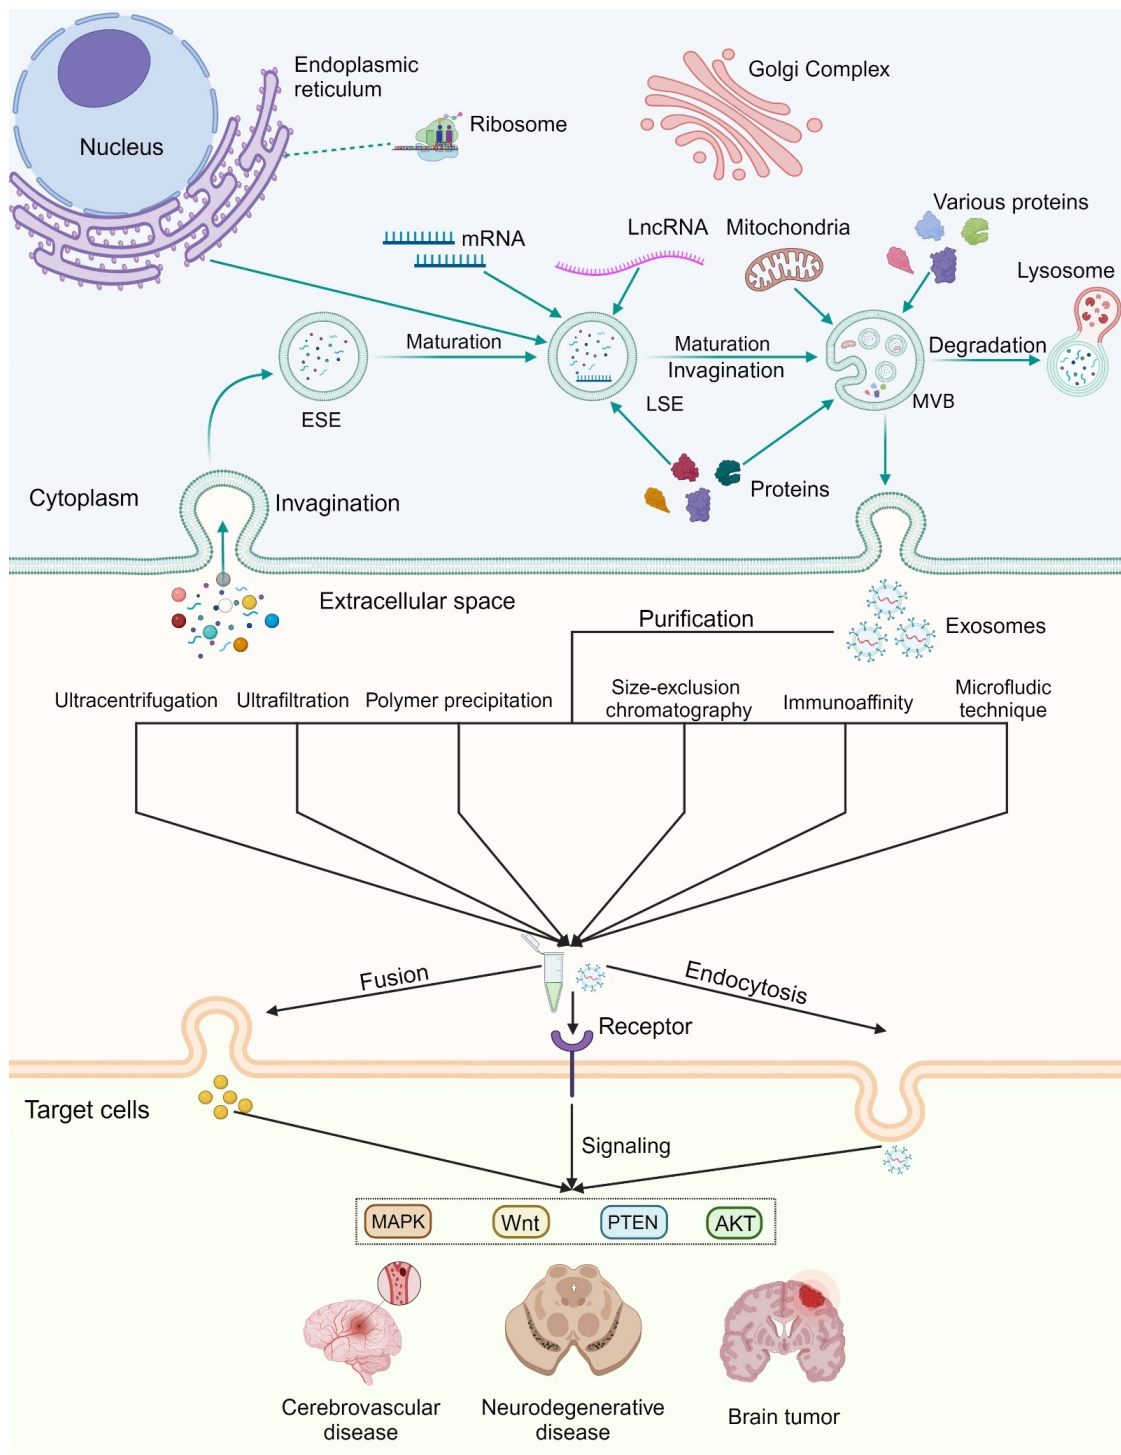 Endoplasmic
reticulum
Nucleus
Ribosome
Golgi Complex
mRNA
LncRNA
Mitochondria
Various proteins
Lysosome
Maturation
Maturation
Invagination
Degradation
ESE
LSE
MVB
Proteins
Cytoplasm
Invagination
Extracellular space
Purification
Exosomes
Ultracentrifugation
Ultrafiltration
Polymer precipitation
Size-exclusion
chromatography
Immunoaffinity
Microfludic
technique
Fusion
Endocytosis
Receptor
Target cells
Signaling
MAPK
Wnt
PTEN
AKT
Cerebrovascular
disease
Neurodegenerative
disease
Brain tumor